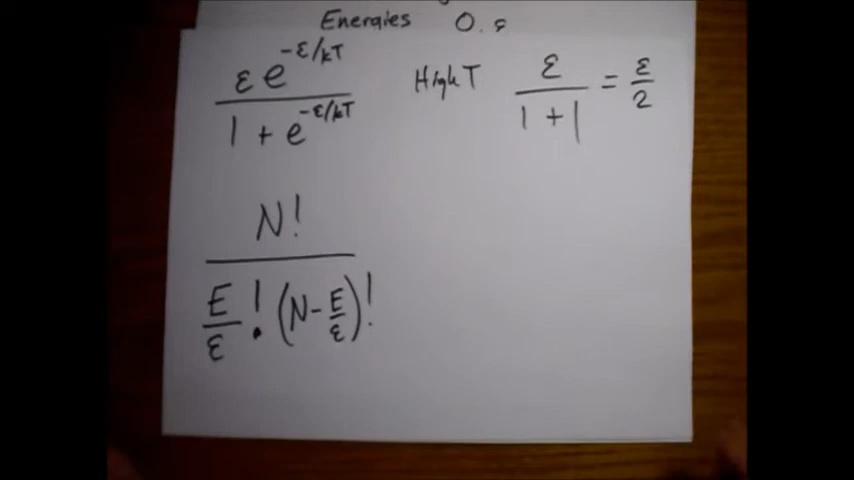 Energies 0, ε
εe^{-ε/kT} / 1 + e^{-ε/kT}
High T ε / 1 + 1 = ε/2
N! / E/ε ! (N - E/ε)!